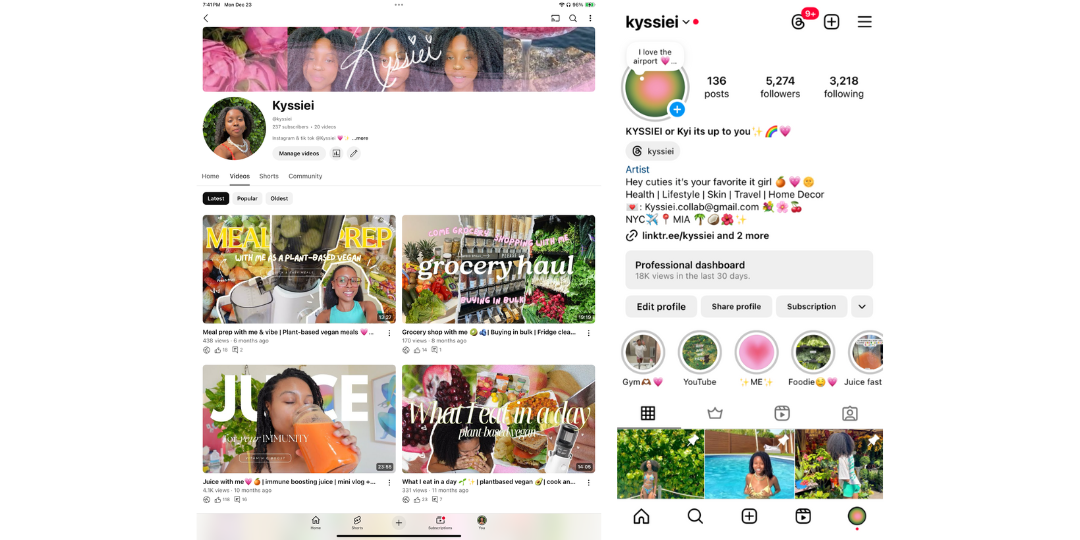 7:41 PM Mon Dec 23
96%
Kyssiei
Kyssiei
@kyssiei
257 subscribers • 20 videos
Instagram & tik tok @Kyssiei 💗 ...more
Manage videos
Home Videos Shorts Community
Latest Popular Oldest
MEAL PREP
WITH ME AS A PLANT-BASED VEGAN
13:27
Meal prep with me & vibe | Plant-based vegan meals 💗...
438 views · 6 months ago
18 2
COME GROCERY SHOPPING WITH ME
grocery haul
BUYING IN BULK
19:19
Grocery shop with me 🥝🫐 | Buying in bulk | Fridge clea...
170 views · 8 months ago
14 1
JUICE
for your IMMUNITY
23:55
Juice with me💗🍊 | immune boosting juice | mini vlog +...
4.1K views · 10 months ago
118 16
What I eat in a day
plant-based vegan
14:05
What I eat in a day 🌱✨ | plantbased vegan 🥑 | cook an...
331 views · 11 months ago
23 7
Home Shorts Subscriptions You
kyssiei
9+
I love the
airport 💗...
136 5,274 3,218
posts followers following
KYSSIEI or Kyi its up to you✨🌈💗
kyssiei
Artist
Hey cuties it's your favorite it girl 🍊💗🌞
Health | Lifestyle | Skin | Travel | Home Decor
💌: Kyssiei.collab@gmail.com 💐🌸🍒
NYC✈️📍MIA 🌴🥥🌺✨
linktr.ee/kyssiei and 2 more
Professional dashboard
18K views in the last 30 days.
Edit profile Share profile Subscription
Gym🫶🏾💗 YouTube ✨ME✨ Foodie😋💗 Juice fast